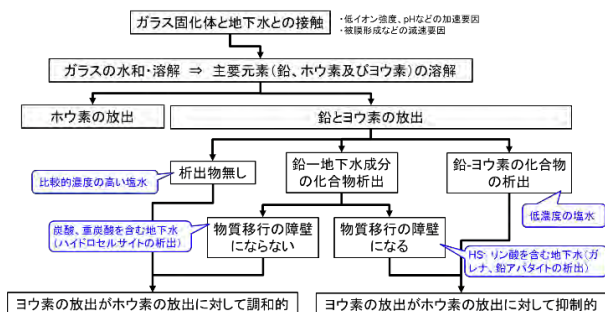 ガラス固化体と地下水との接触
・低イオン強度、pHなどの加速要因
・被膜形成などの減速要因
ガラスの水和・溶解 ⇒ 主要元素(鉛、ホウ素及びヨウ素)の溶解
ホウ素の放出
鉛とヨウ素の放出
比較的濃度の高い塩水
析出物無し
鉛ー地下水成分
の化合物析出
鉛-ヨウ素の化合物
の析出
低濃度の塩水
炭酸、重炭酸を含む地下水
(ハイドロセルサイトの析出)
物質移行の障壁
にならない
物質移行の障壁
になる
HS⁻ リン酸を含む地下水(ガ
レナ、鉛アパタイトの析出)
ヨウ素の放出がホウ素の放出に対して調和的
ヨウ素の放出がホウ素の放出に対して抑制的